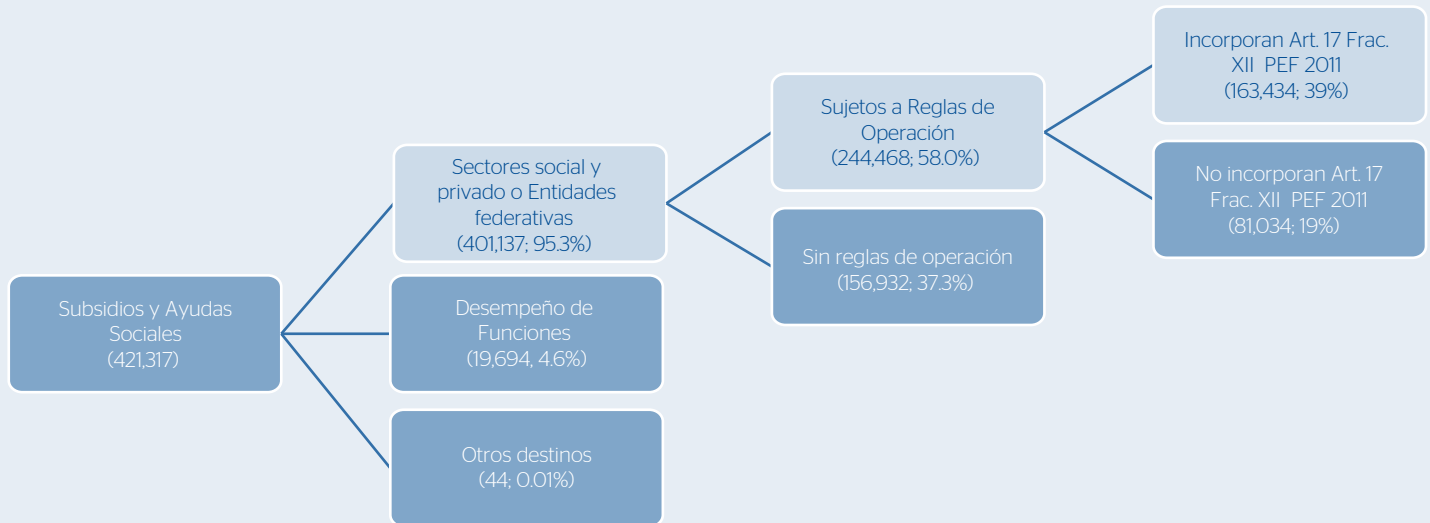 Subsidios y Ayudas
Sociales
(421,317)
Sectores social y
privado o Entidades
federativas
(401,137; 95.3%)
Desempeño de
Funciones
(19,694, 4.6%)
Otros destinos
(44; 0.01%)
Sujetos a Reglas de
Operación
(244,468; 58.0%)
Sin reglas de operación
(156,932; 37.3%)
Incorporan Art. 17 Frac.
XII PEF 2011
(163,434; 39%)
No incorporan Art. 17
Frac. XII PEF 2011
(81,034; 19%)